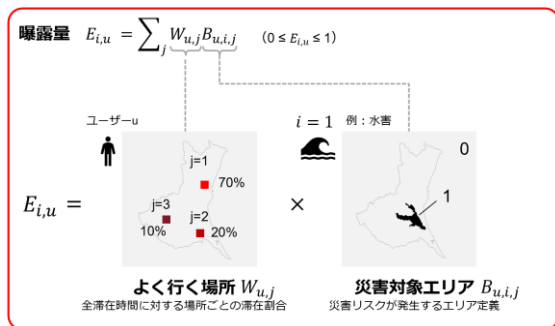 曝露量 E_{i,u} = ∑_j W_{u,j} B_{u,i,j} （0 ≤ E_{i,u} ≤ 1）
ユーザーu
i = 1 例：水害
E_{i,u} =
j=1
70%
j=3
10%
j=2
20%
×
0
1
よく行く場所 W_{u,j}
全滞在時間に対する場所ごとの滞在割合
災害対象エリア B_{u,i,j}
災害リスクが発生するエリア定義